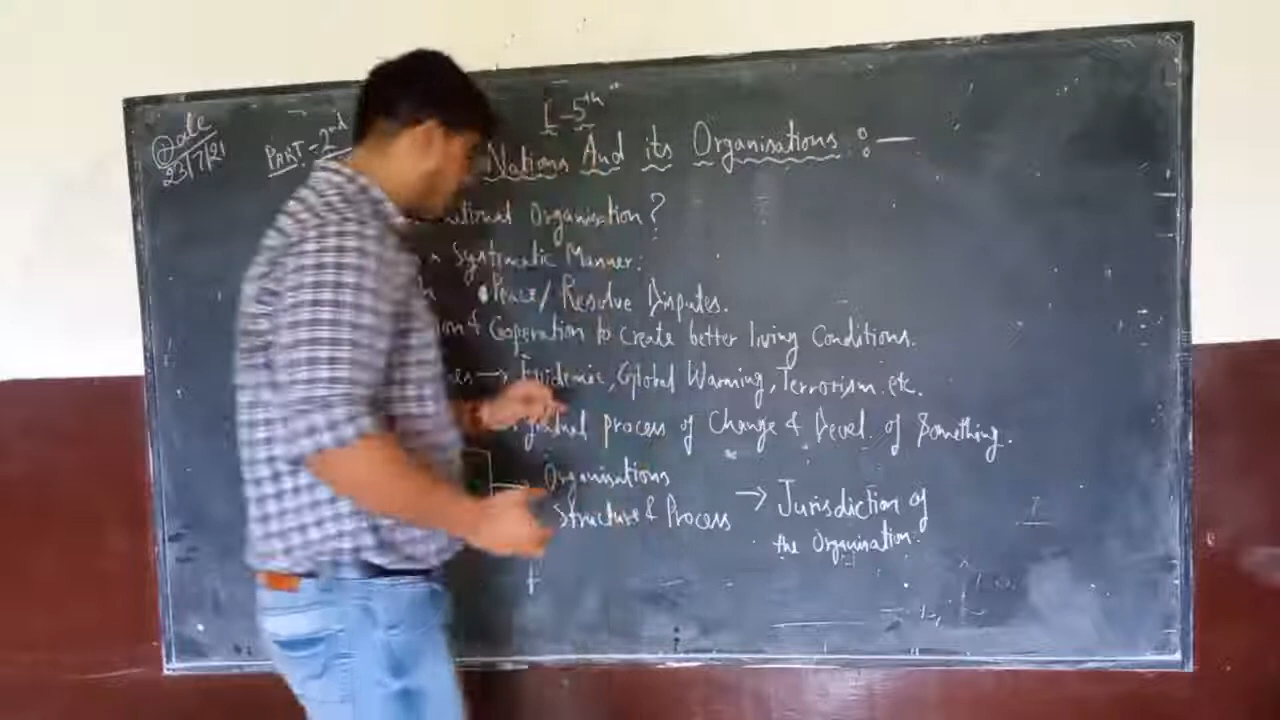 L-5th
Date
23/7/21
PART-2nd
Nations And its Organisations :-
Organisation?
Systematic Manner.
Peace/ Resolve Disputes.
& Cooperation to create better living Conditions.
→ Epidemic, Global Warming, Terrorism etc.
gradual process of Change & Devel. of Something.
→ Organisations
Structure & Process → Jurisdiction of
the Organisation.